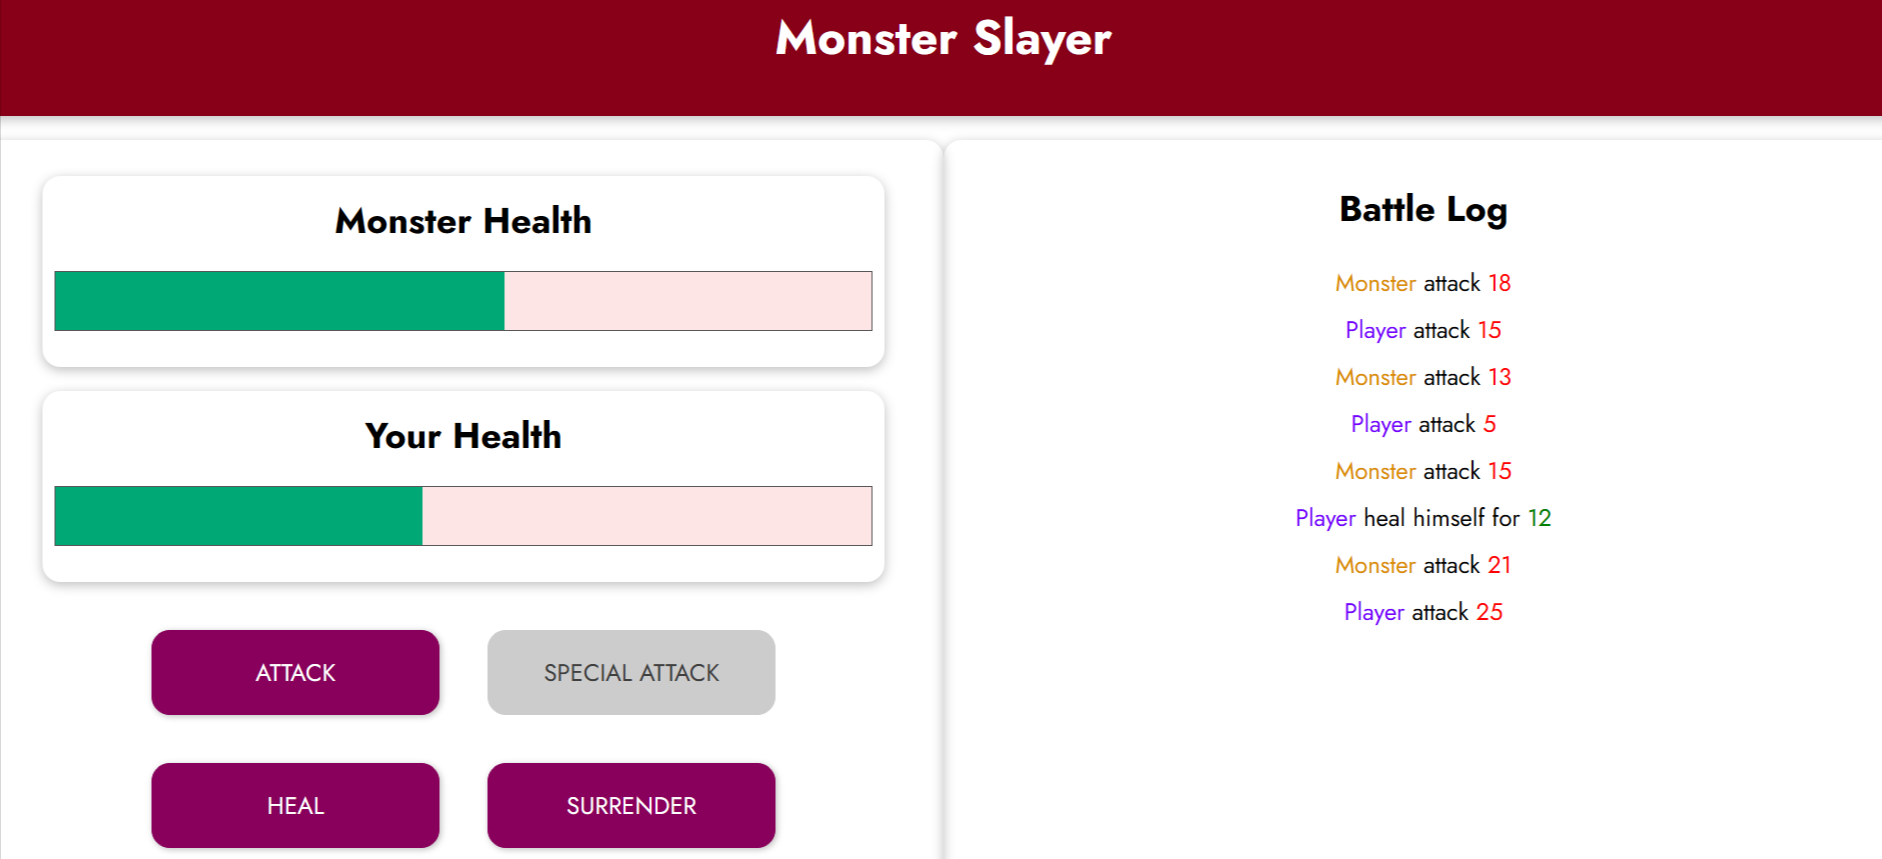 Monster Slayer
Monster Health
Your Health
ATTACK
SPECIAL ATTACK
HEAL
SURRENDER
Battle Log
Monster attack 18
Player attack 15
Monster attack 13
Player attack 5
Monster attack 15
Player heal himself for 12
Monster attack 21
Player attack 25